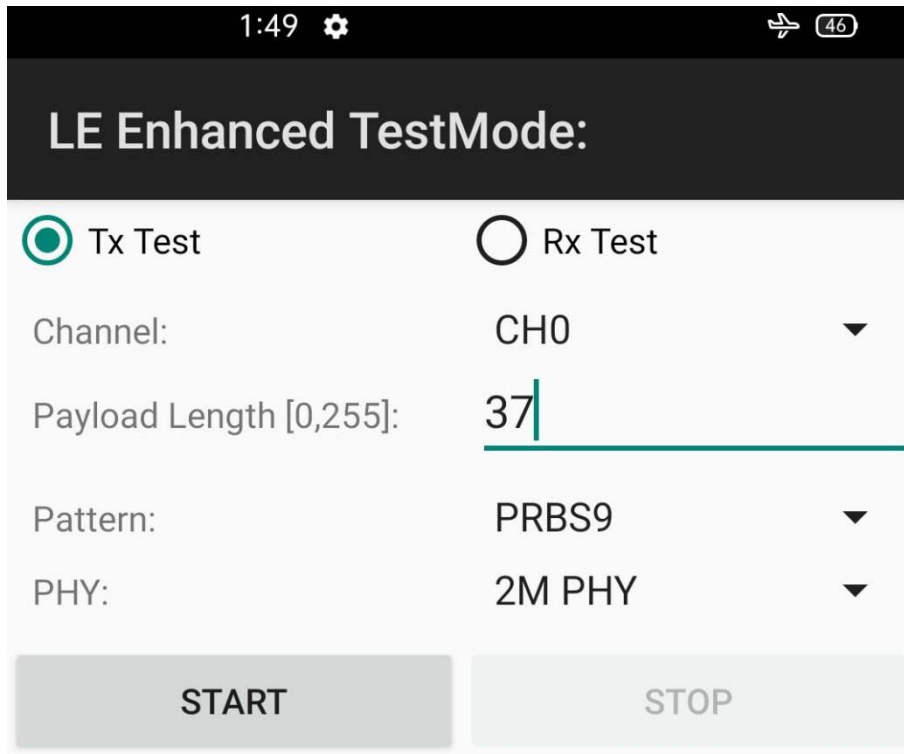 1:49 46
LE Enhanced TestMode:
Tx Test Rx Test
Channel: CH0
Payload Length [0,255]: 37
Pattern: PRBS9
PHY: 2M PHY
START STOP